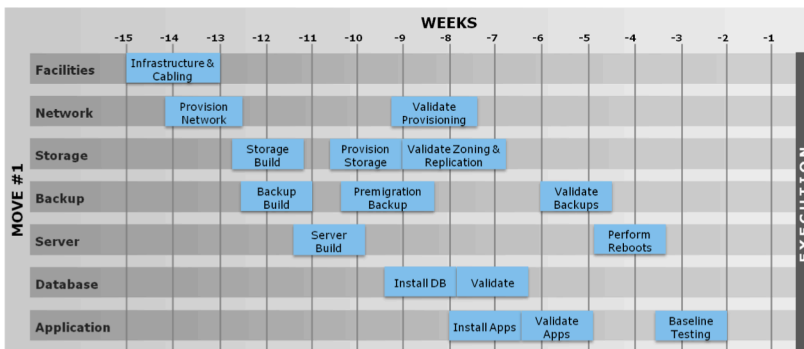 WEEKS
-15 -14 -13 -12 -11 -10 -9 -8 -7 -6 -5 -4 -3 -2 -1
MOVE #1
Facilities
Infrastructure &
Cabling
Network
Provision
Network
Validate
Provisioning
Storage
Storage
Build
Provision
Storage
Validate Zoning &
Replication
Backup
Backup
Build
Premigration
Backup
Validate
Backups
Server
Server
Build
Perform
Reboots
Database
Install DB
Validate
Application
Install Apps
Validate
Apps
Baseline
Testing
EXECUTION